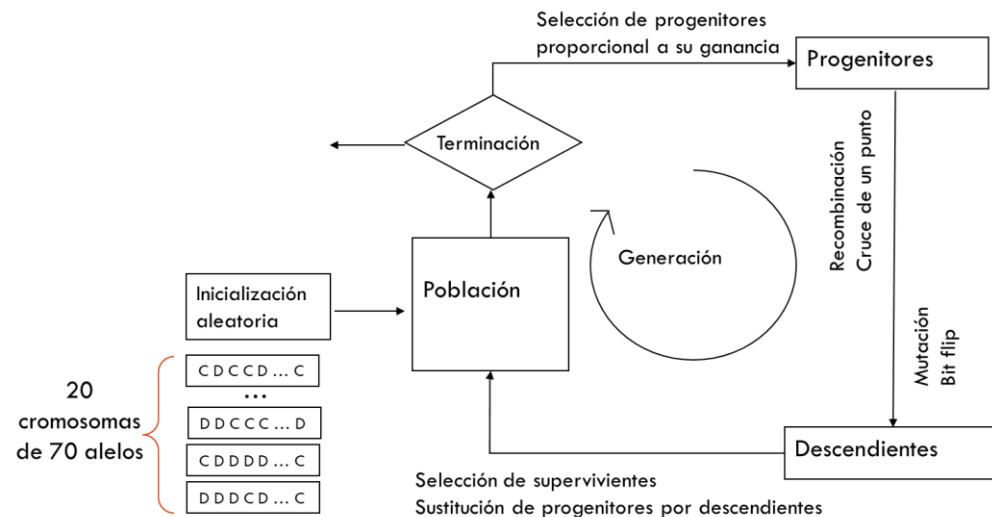 Selección de progenitores
proporcional a su ganancia
Progenitores
Terminación
Recombinación
Cruce de un punto
Generación
Población
Inicialización
aleatoria
Mutación
Bit flip
20
cromosomas
de 70 alelos
C D C C D ... C
...
D D C C C ... D
C D D D D ... C
D D D C D ... C
Descendientes
Selección de supervivientes
Sustitución de progenitores por descendientes